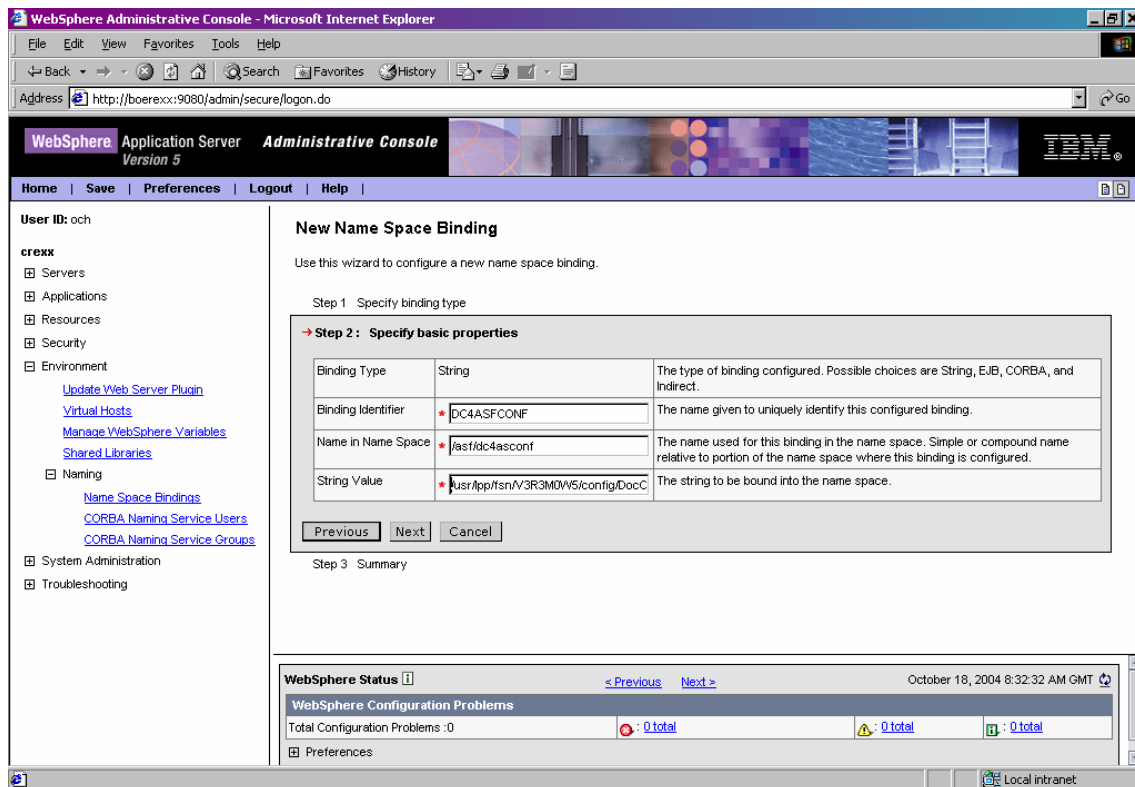 WebSphere Administrative Console - Microsoft Internet Explorer
File Edit View Favorites Tools Help
Back Search Favorites History
Address http://boerexx:9080/admin/secure/logon.do Go
WebSphere Application Server Administrative Console
Version 5
IBM®
Home | Save | Preferences | Logout | Help |
User ID: och
crexx
Servers
Applications
Resources
Security
Environment
Update Web Server Plugin
Virtual Hosts
Manage WebSphere Variables
Shared Libraries
Naming
Name Space Bindings
CORBA Naming Service Users
CORBA Naming Service Groups
System Administration
Troubleshooting
New Name Space Binding
Use this wizard to configure a new name space binding.
Step 1 Specify binding type
Step 2 : Specify basic properties
Binding Type String The type of binding configured. Possible choices are String, EJB, CORBA, and
Indirect.
Binding Identifier * DC4ASFCONF The name given to uniquely identify this configured binding.
Name in Name Space * /asf/dc4asconf The name used for this binding in the name space. Simple or compound name
relative to portion of the name space where this binding is configured.
String Value * /usr/lpp/fsn/V3R3M0W5/config/DocC The string to be bound into the name space.
Previous Next Cancel
Step 3 Summary
WebSphere Status i < Previous Next > October 18, 2004 8:32:32 AM GMT
WebSphere Configuration Problems
Total Configuration Problems :0 : 0 total : 0 total : 0 total
Preferences
Local intranet